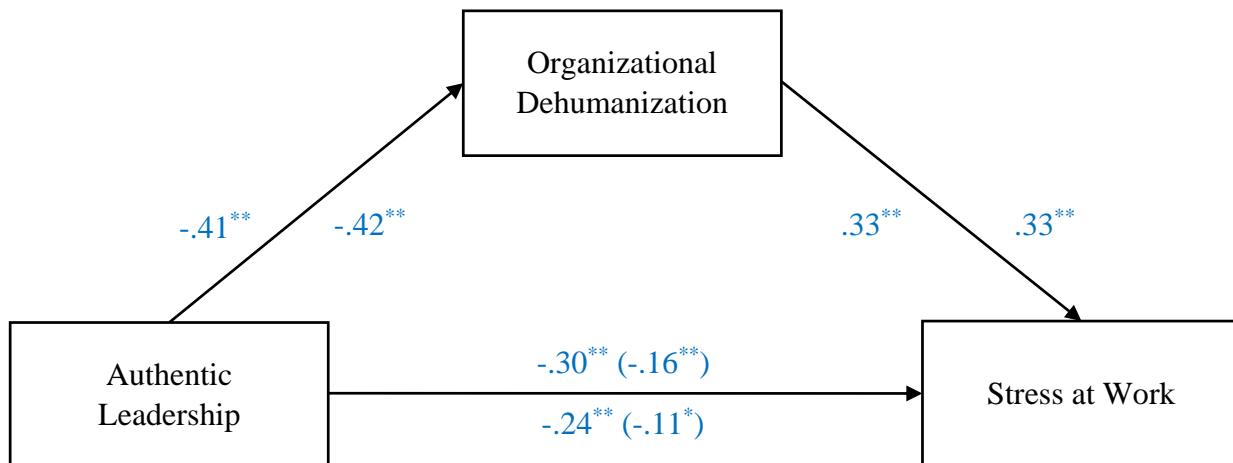 Organizational
Dehumanization
-.41** -.42** .33** .33**
Authentic
Leadership
-.30** (-.16**)
-.24** (-.11*)
Stress at Work